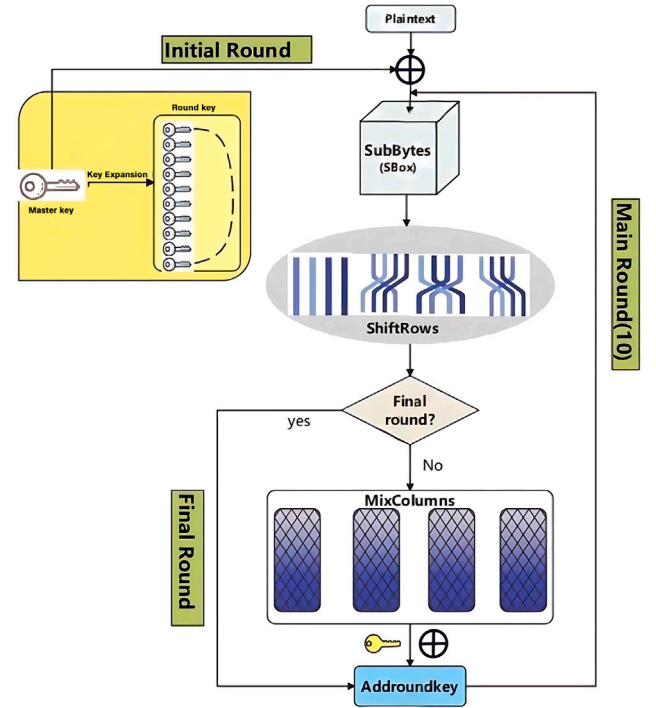 Plaintext
Initial Round
Round key
Key Expansion
Master key
SubBytes
(SBox)
ShiftRows
Main Round(10)
Final
round?
yes
No
Final Round
MixColumns
Addroundkey